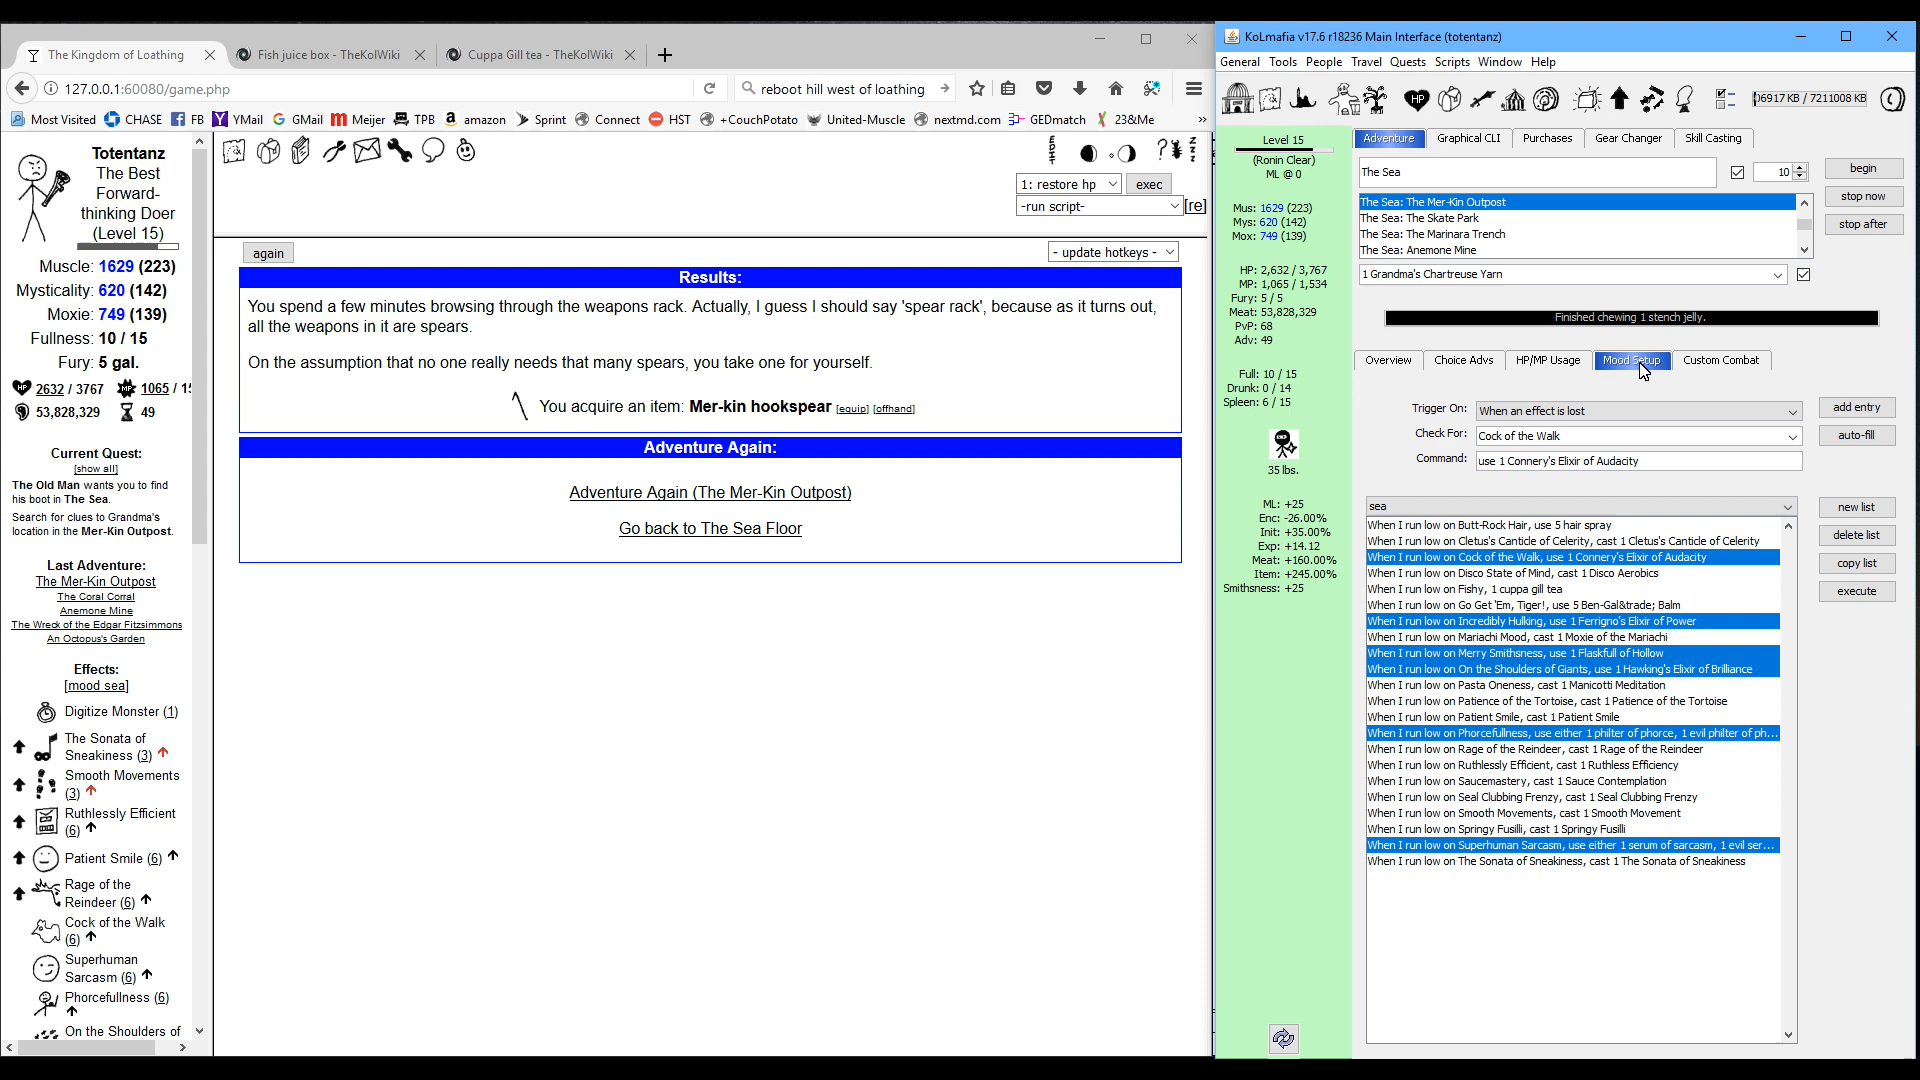 The Kingdom of Loathing
Fish juice box - TheKolWiki
Cuppa Gill tea - TheKolWiki
127.0.0.1:60080/game.php
reboot hill west of loathing
Most Visited
CHASE
FB
YMail
GMail
Meijer
TPB
amazon
Sprint
Connect
HST
+CouchPotato
United-Muscle
nextmd.com
GEDmatch
23&Me
Totentanz
The Best
Forward-
thinking Doer
(Level 15)
Muscle: 1629 (223)
Mysticality: 620 (142)
Moxie: 749 (139)
Fullness: 10 / 15
Fury: 5 gal.
HP 2632 / 3767
MP 1065 / 15
53,828,329
49
Current Quest:
[show all]
The Old Man wants you to find
his boot in The Sea.
Search for clues to Grandma's
location in the Mer-Kin Outpost.
Last Adventure:
The Mer-Kin Outpost
The Coral Corral
Anemone Mine
The Wreck of the Edgar Fitzsimmons
An Octopus's Garden
Effects:
[mood sea]
Digitize Monster (1)
The Sonata of
Sneakiness (3)
Smooth Movements
(3)
Ruthlessly Efficient
(6)
Patient Smile (6)
Rage of the
Reindeer (6)
Cock of the Walk
(6)
Superhuman
Sarcasm (6)
Phorcefullness (6)
On the Shoulders of
EDIT
1: restore hp
exec
-run script-
[re]
again
- update hotkeys -
Results:
You spend a few minutes browsing through the weapons rack. Actually, I guess I should say 'spear rack', because as it turns out,
all the weapons in it are spears.
On the assumption that no one really needs that many spears, you take one for yourself.
You acquire an item: Mer-kin hookspear [equip] [offhand]
Adventure Again:
Adventure Again (The Mer-Kin Outpost)
Go back to The Sea Floor
KoLmafia v17.6 r18236 Main Interface (totentanz)
General Tools People Travel Quests Scripts Window Help
06917 KB / 7211008 KB
Level 15
(Ronin Clear)
ML @ 0
Mus: 1629 (223)
Mys: 620 (142)
Mox: 749 (139)
HP: 2,632 / 3,767
MP: 1,065 / 1,534
Fury: 5 / 5
Meat: 53,828,329
PvP: 68
Adv: 49
Full: 10 / 15
Drunk: 0 / 14
Spleen: 6 / 15
35 lbs.
ML: +25
Enc: -26.00%
Init: +35.00%
Exp: +14.12
Meat: +160.00%
Item: +245.00%
Smithsness: +25
Adventure
Graphical CLI
Purchases
Gear Changer
Skill Casting
The Sea
10
begin
stop now
stop after
The Sea: The Mer-Kin Outpost
The Sea: The Skate Park
The Sea: The Marinara Trench
The Sea: Anemone Mine
1 Grandma's Chartreuse Yarn
Finished chewing 1 stench jelly.
Overview
Choice Advs
HP/MP Usage
Mood Setup
Custom Combat
Trigger On: When an effect is lost
Check For: Cock of the Walk
Command: use 1 Connery's Elixir of Audacity
add entry
auto-fill
sea
new list
delete list
copy list
execute
When I run low on Butt-Rock Hair, use 5 hair spray
When I run low on Cletus's Canticle of Celerity, cast 1 Cletus's Canticle of Celerity
When I run low on Cock of the Walk, use 1 Connery's Elixir of Audacity
When I run low on Disco State of Mind, cast 1 Disco Aerobics
When I run low on Fishy, 1 cuppa gill tea
When I run low on Go Get 'Em, Tiger!, use 5 Ben-Gal&trade; Balm
When I run low on Incredibly Hulking, use 1 Ferrigno's Elixir of Power
When I run low on Mariachi Mood, cast 1 Moxie of the Mariachi
When I run low on Merry Smithsness, use 1 Flaskfull of Hollow
When I run low on On the Shoulders of Giants, use 1 Hawking's Elixir of Brilliance
When I run low on Pasta Oneness, cast 1 Manicotti Meditation
When I run low on Patience of the Tortoise, cast 1 Patience of the Tortoise
When I run low on Patient Smile, cast 1 Patient Smile
When I run low on Phorcefullness, use either 1 philter of phorce, 1 evil philter of ph...
When I run low on Rage of the Reindeer, cast 1 Rage of the Reindeer
When I run low on Ruthlessly Efficient, cast 1 Ruthless Efficiency
When I run low on Saucemastery, cast 1 Sauce Contemplation
When I run low on Seal Clubbing Frenzy, cast 1 Seal Clubbing Frenzy
When I run low on Smooth Movements, cast 1 Smooth Movement
When I run low on Springy Fusilli, cast 1 Springy Fusilli
When I run low on Superhuman Sarcasm, use either 1 serum of sarcasm, 1 evil ser...
When I run low on The Sonata of Sneakiness, cast 1 The Sonata of Sneakiness